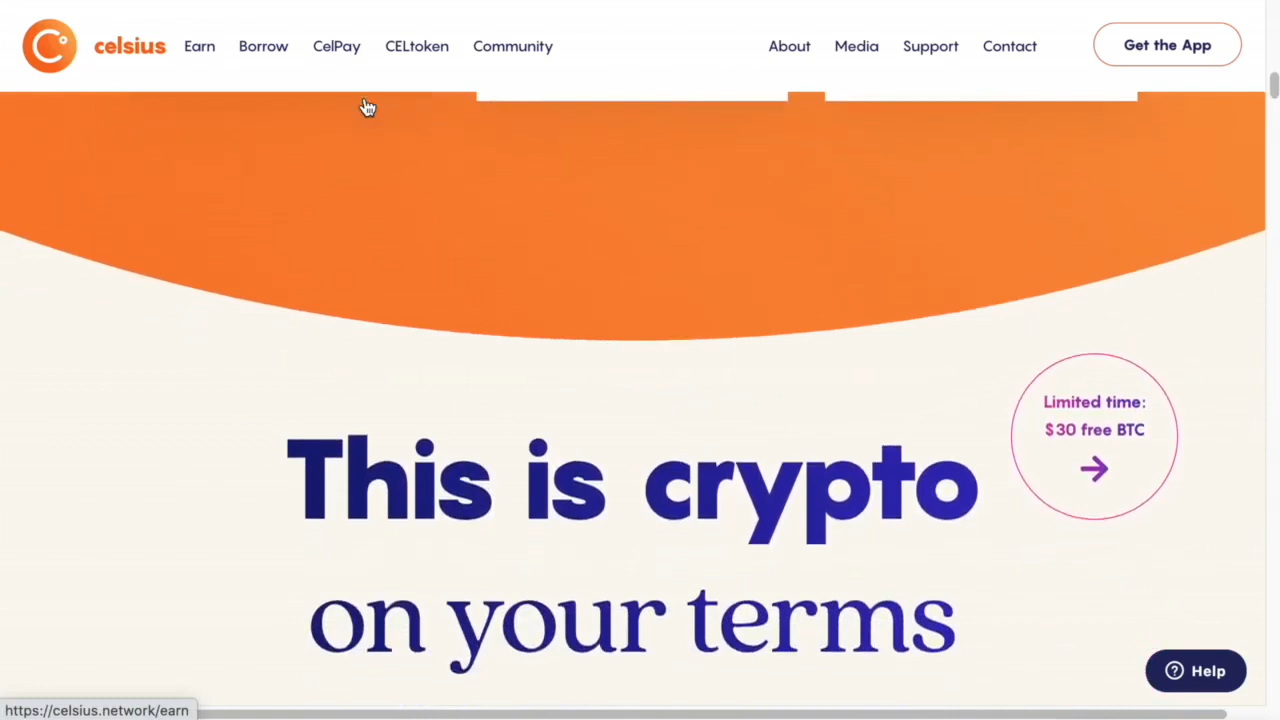 celsius Earn Borrow CelPay CELtoken Community About Media Support Contact Get the App
Limited time:
$30 free BTC
This is crypto
on your terms
Help
https://celsius.network/earn